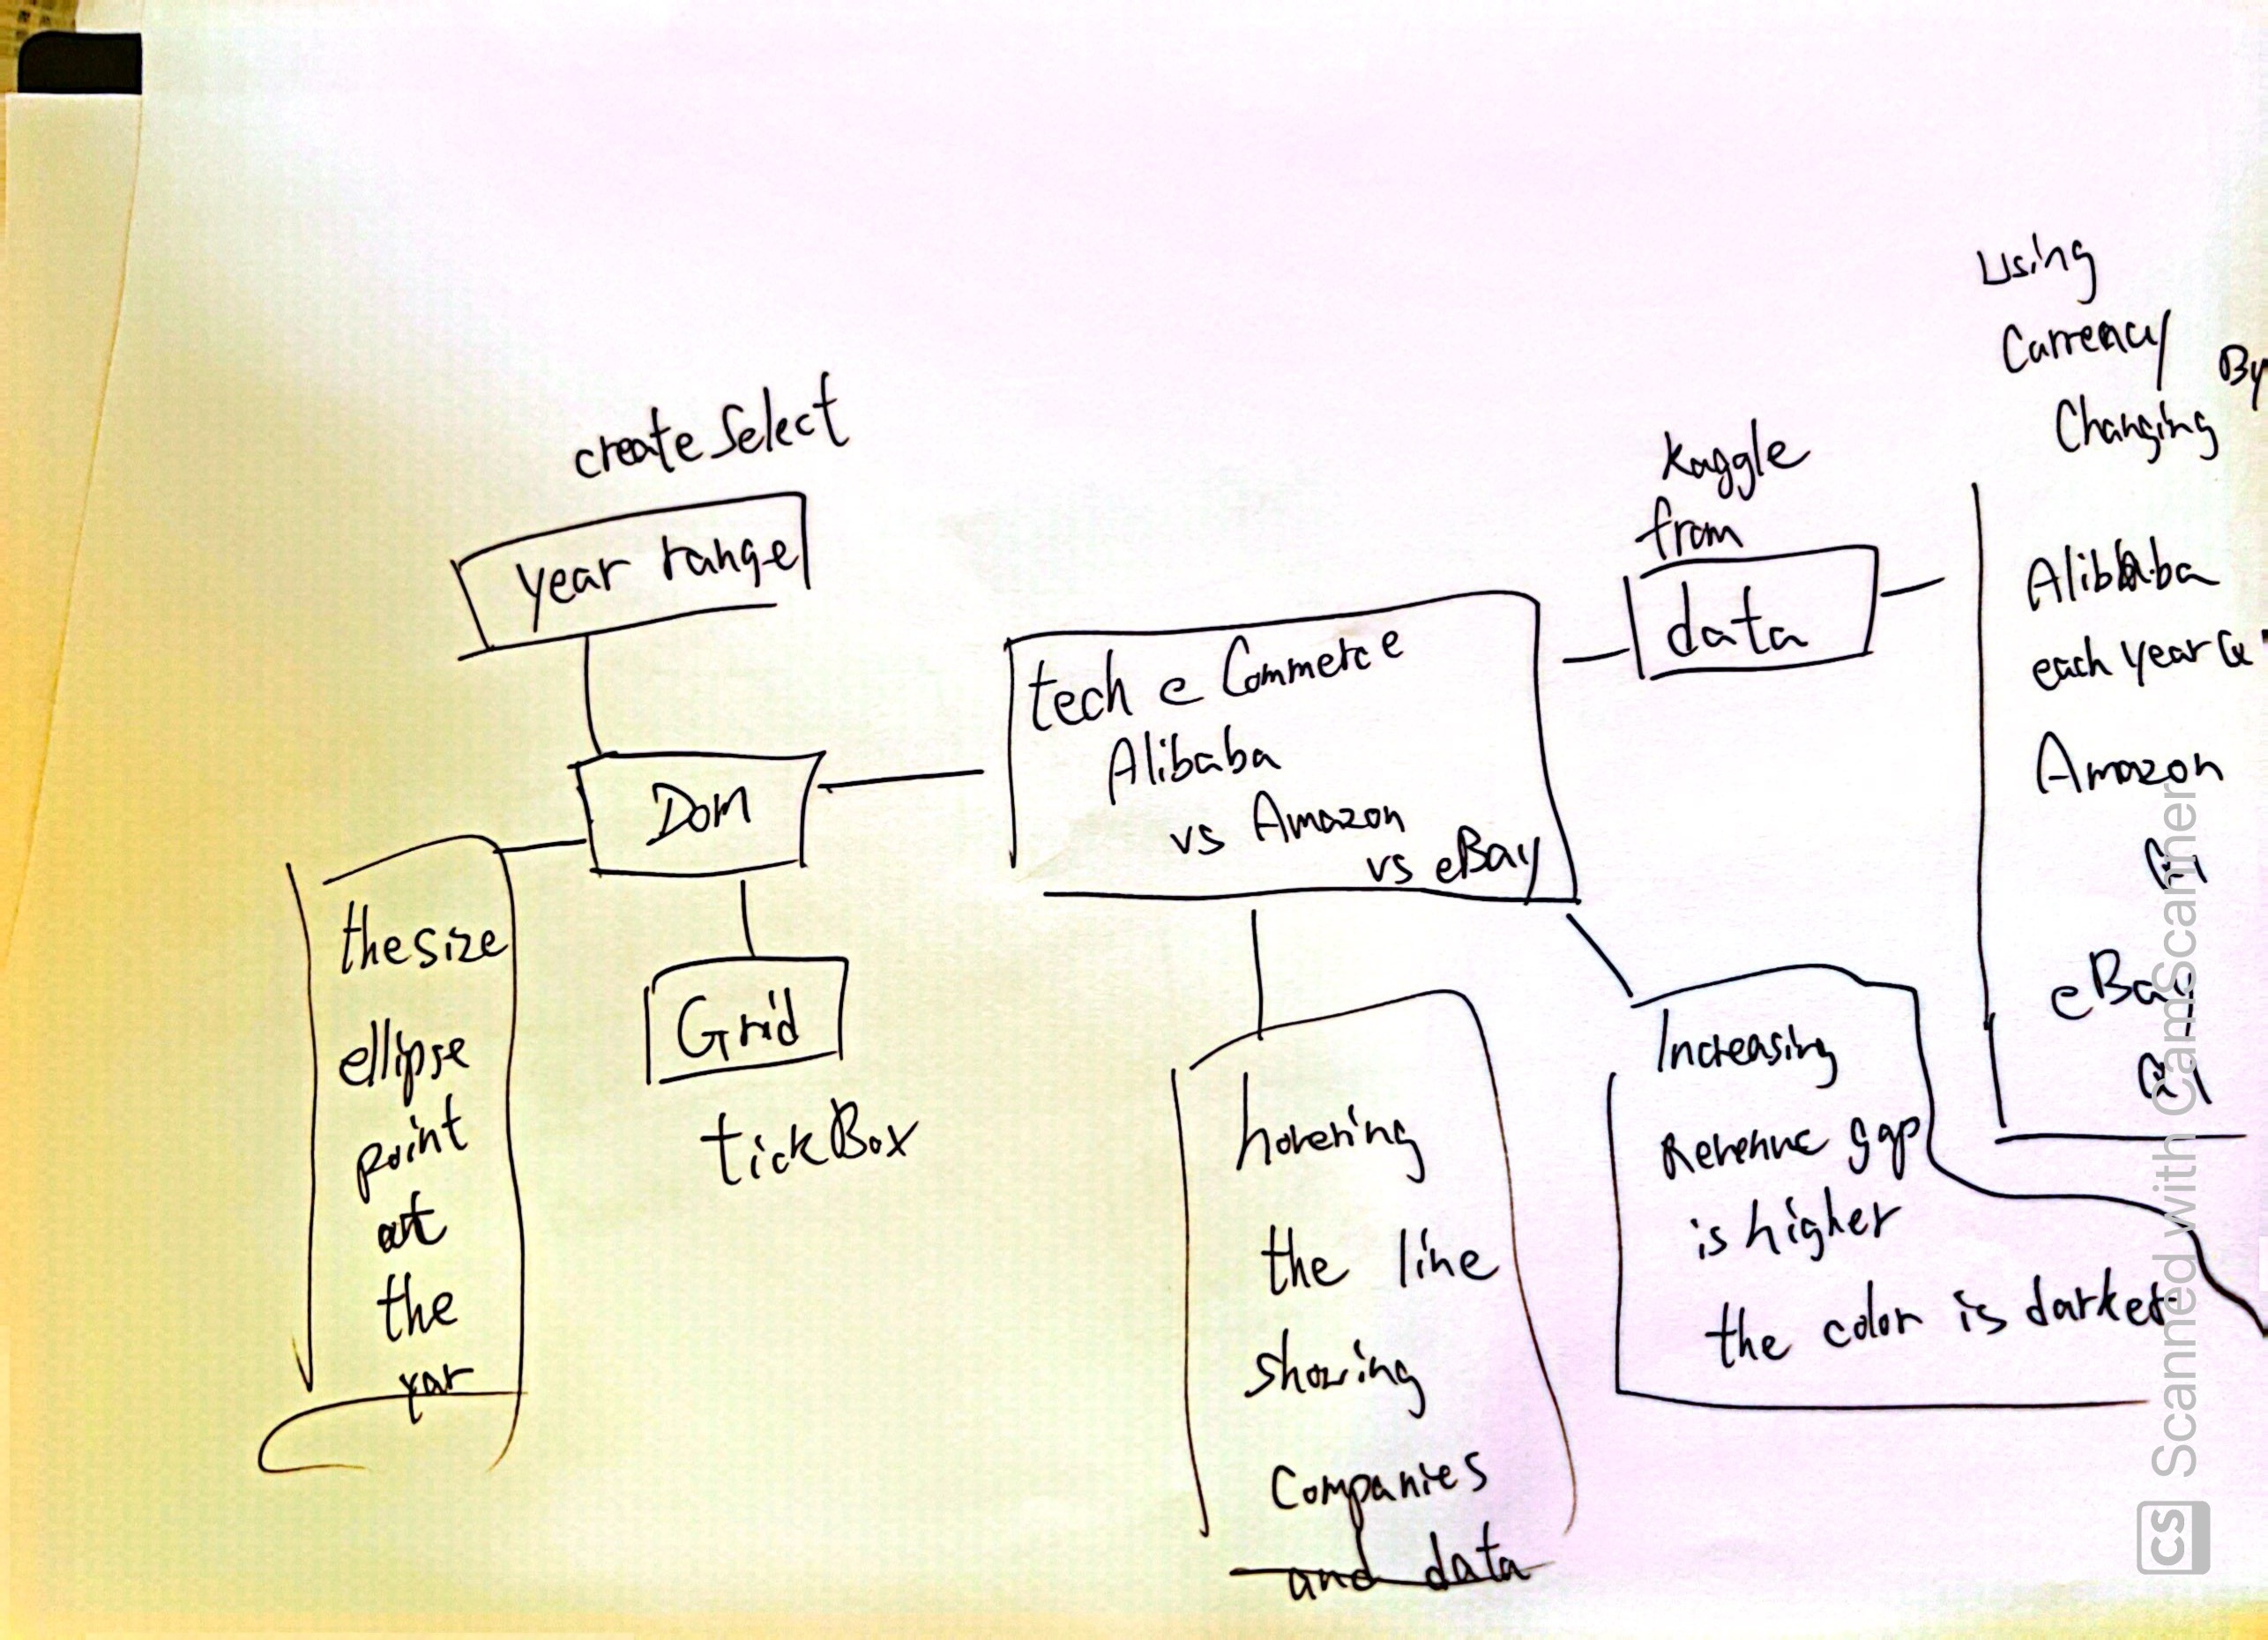 create Select
year range
Dom
the size
ellipse
point
at
the
Grid
tick Box
tech e Commerce
Alibaba
vs Amazon
vs eBay
hovering
the line
showing
Companies
and data
Kaggle
from
data
Increasing
Revenue gap
is higher
the color is darker
Using
Currency
Changing
By
Alibaba
each year
Amazon
eBay
CS Scanned with CamScanner